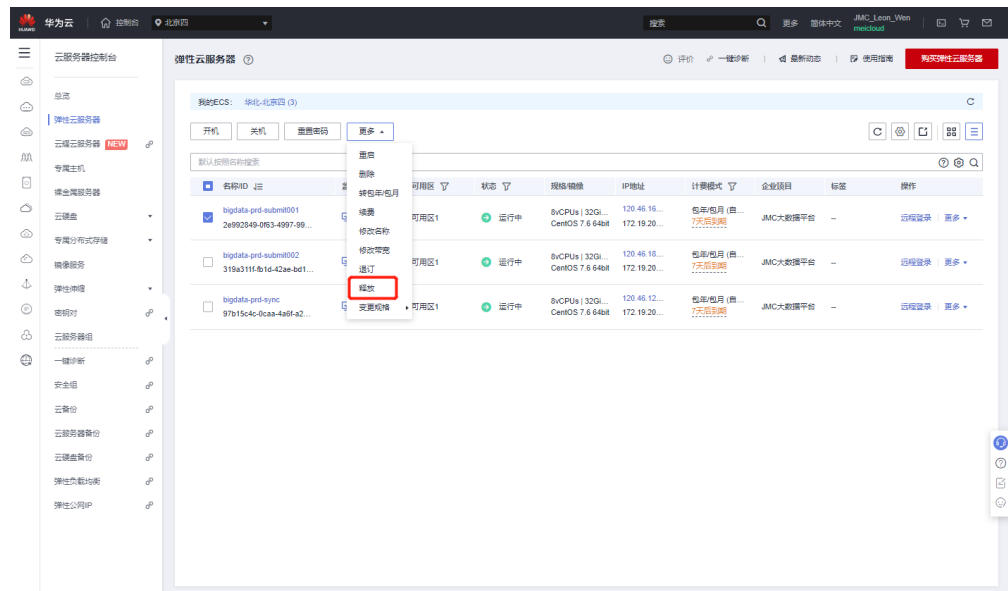 HUAWEI 华为云 控制台 北京四 搜索 更多 简体中文 JMC_Leon_Wen
meicloud
云服务器控制台
总览
弹性云服务器
云耀云服务器 NEW
专属主机
裸金属服务器
云硬盘
专属分布式存储
镜像服务
弹性伸缩
密钥对
云服务器组
一键诊断
安全组
云备份
云服务器备份
云硬盘备份
弹性负载均衡
弹性公网IP
弹性云服务器 评价 一键诊断 最新动态 使用指南 购买弹性云服务器
我的ECS: 华北-北京四 (3)
开机 关机 重置密码 更多
默认按照名称搜索
重启
删除
转包年/包月
续费
修改名称
修改带宽
退订
释放
变更规格
名称/ID 可用区 状态 规格/镜像 IP地址 计费模式 企业项目 标签 操作
bigdata-prd-submit001
2e992849-0f63-4997-99... 可用区1 运行中 8vCPUs | 32Gi... 120.46.16... 包年/包月 (自... JMC大数据平台 -- 远程登录 更多
CentOS 7.6 64bit 172.19.20... 7天后到期
bigdata-prd-submit002
319a311f-fb1d-42ae-bd1... 可用区1 运行中 8vCPUs | 32Gi... 120.46.18... 包年/包月 (自... JMC大数据平台 -- 远程登录 更多
CentOS 7.6 64bit 172.19.20... 7天后到期
bigdata-prd-sync
97b15c4c-0caa-4a6f-a2... 可用区1 运行中 8vCPUs | 32Gi... 120.46.12... 包年/包月 (自... JMC大数据平台 -- 远程登录 更多
CentOS 7.6 64bit 172.19.20... 7天后到期